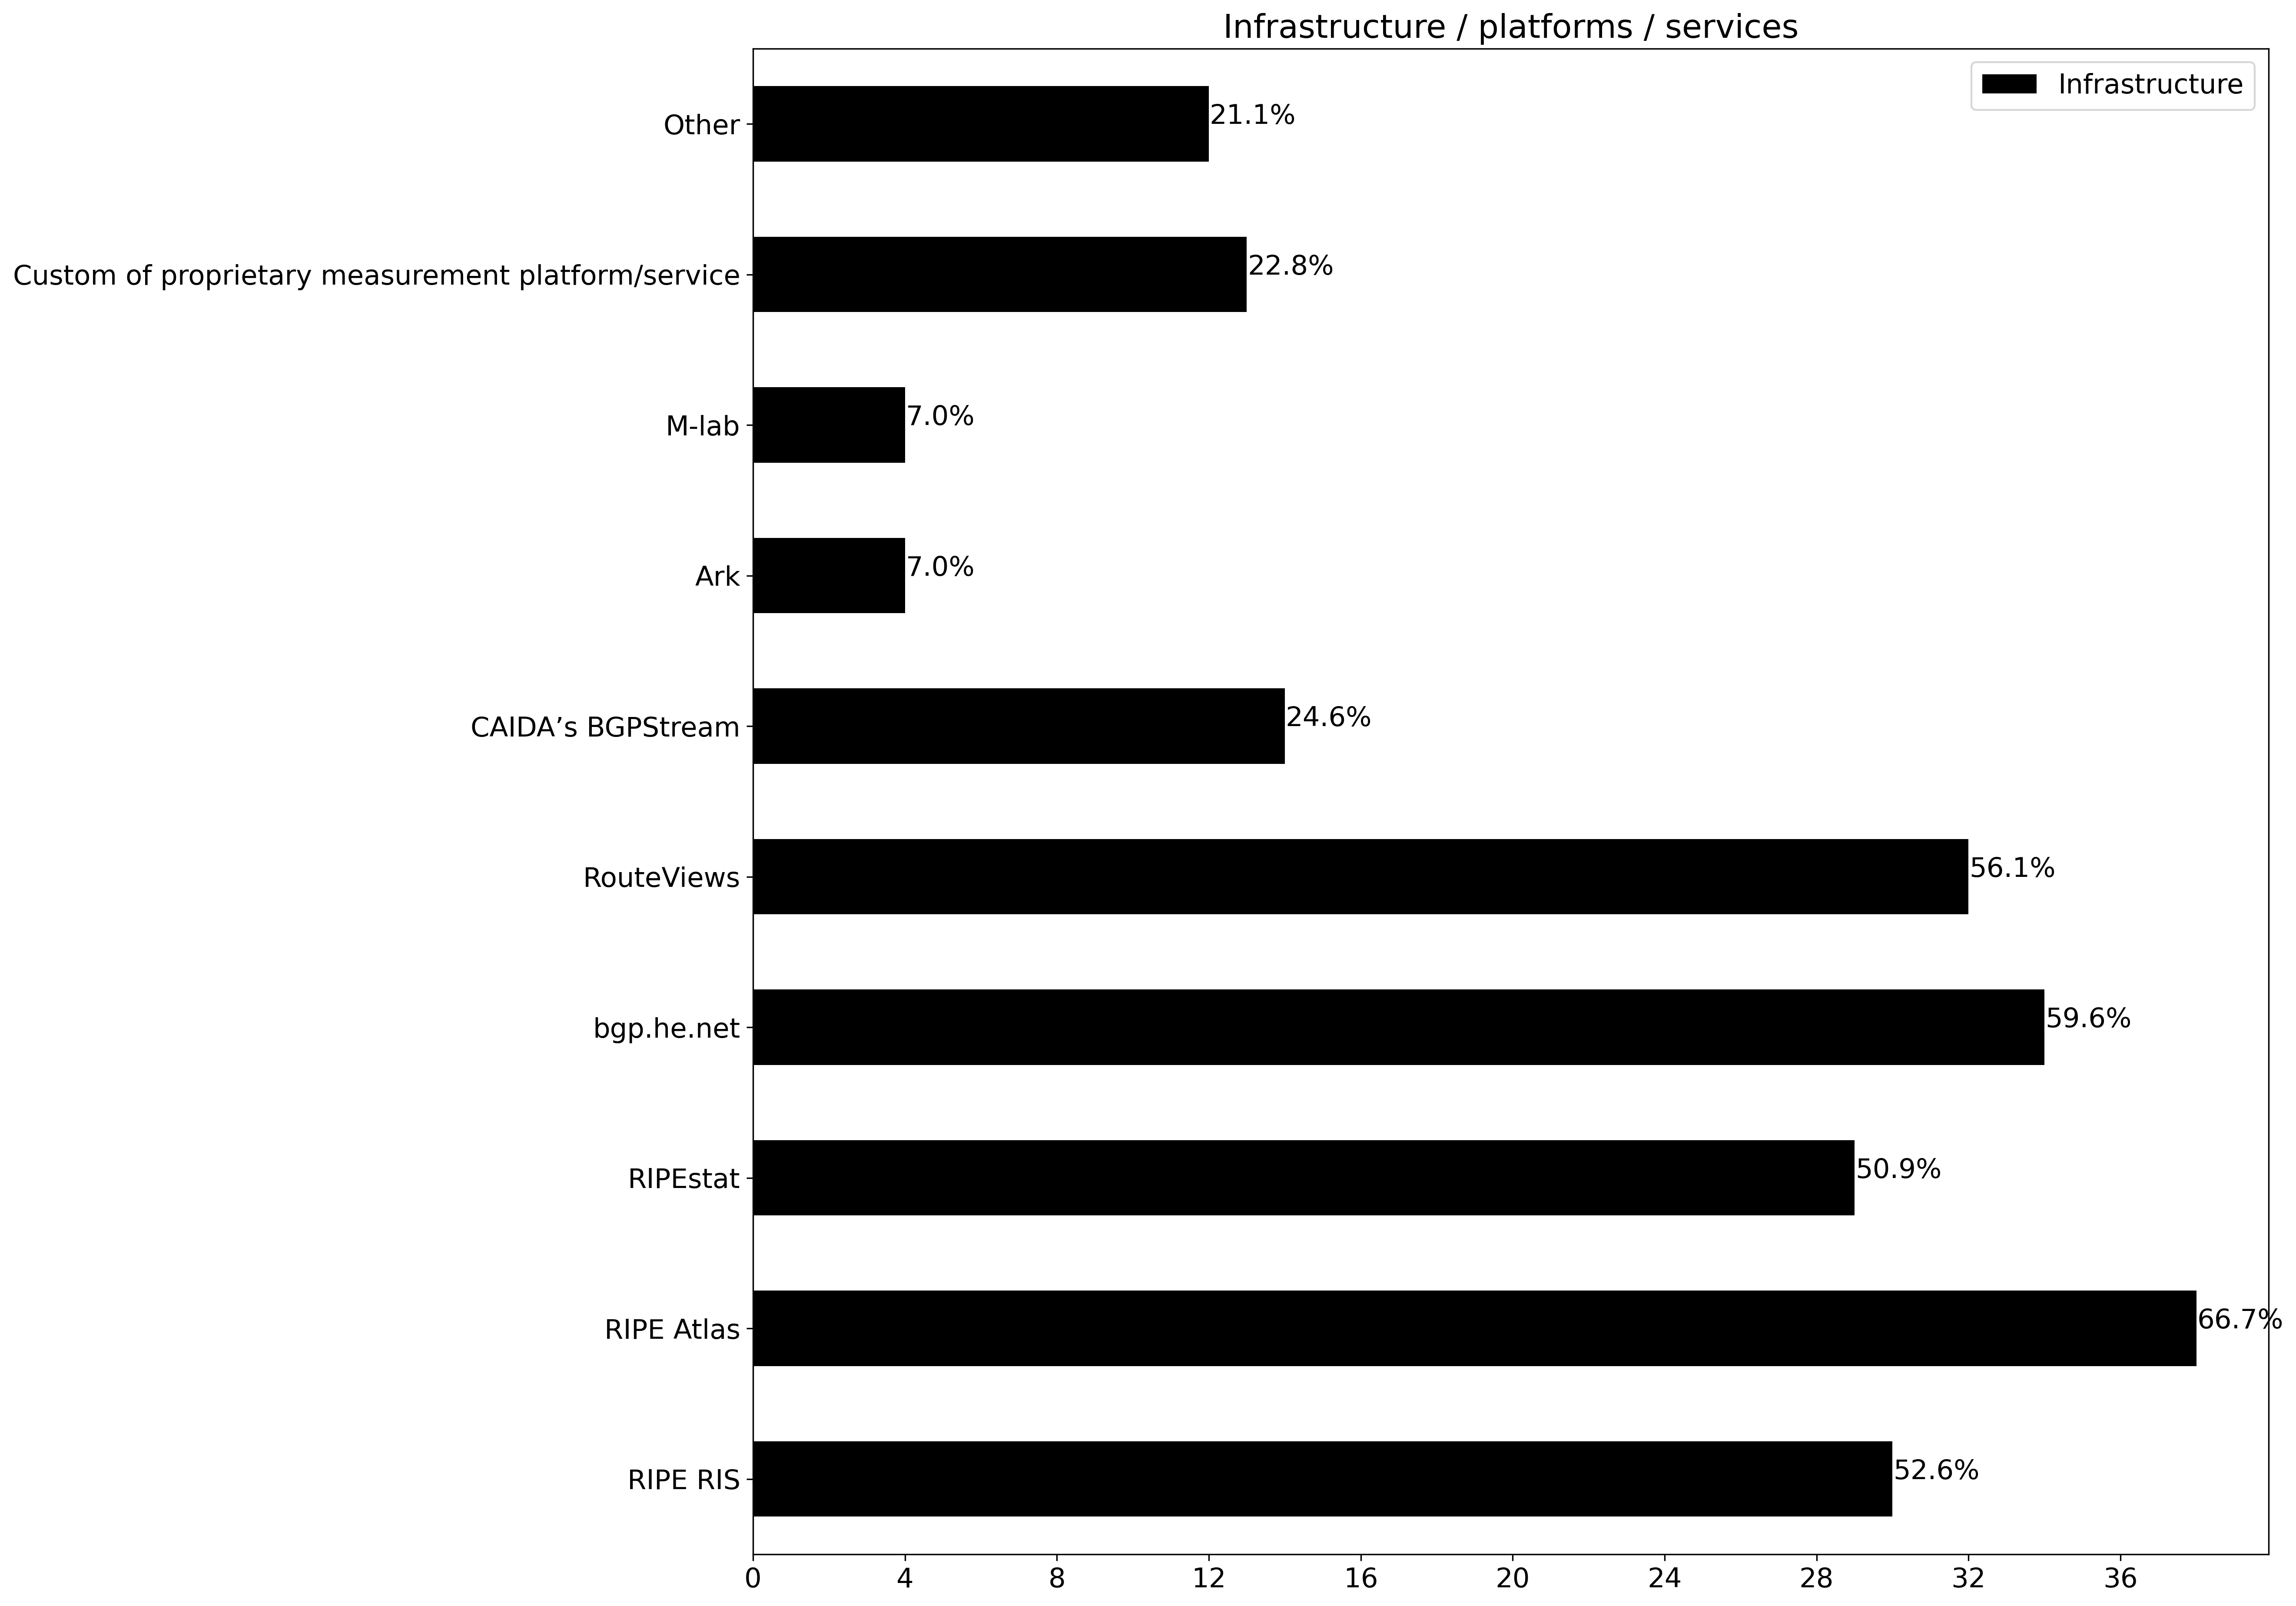 Infrastructure / platforms / services
Infrastructure
Other
21.1%
Custom of proprietary measurement platform/service
22.8%
M-lab
7.0%
Ark
7.0%
CAIDA’s BGPStream
24.6%
RouteViews
56.1%
bgp.he.net
59.6%
RIPEstat
50.9%
RIPE Atlas
66.7%
RIPE RIS
52.6%
0 4 8 12 16 20 24 28 32 36